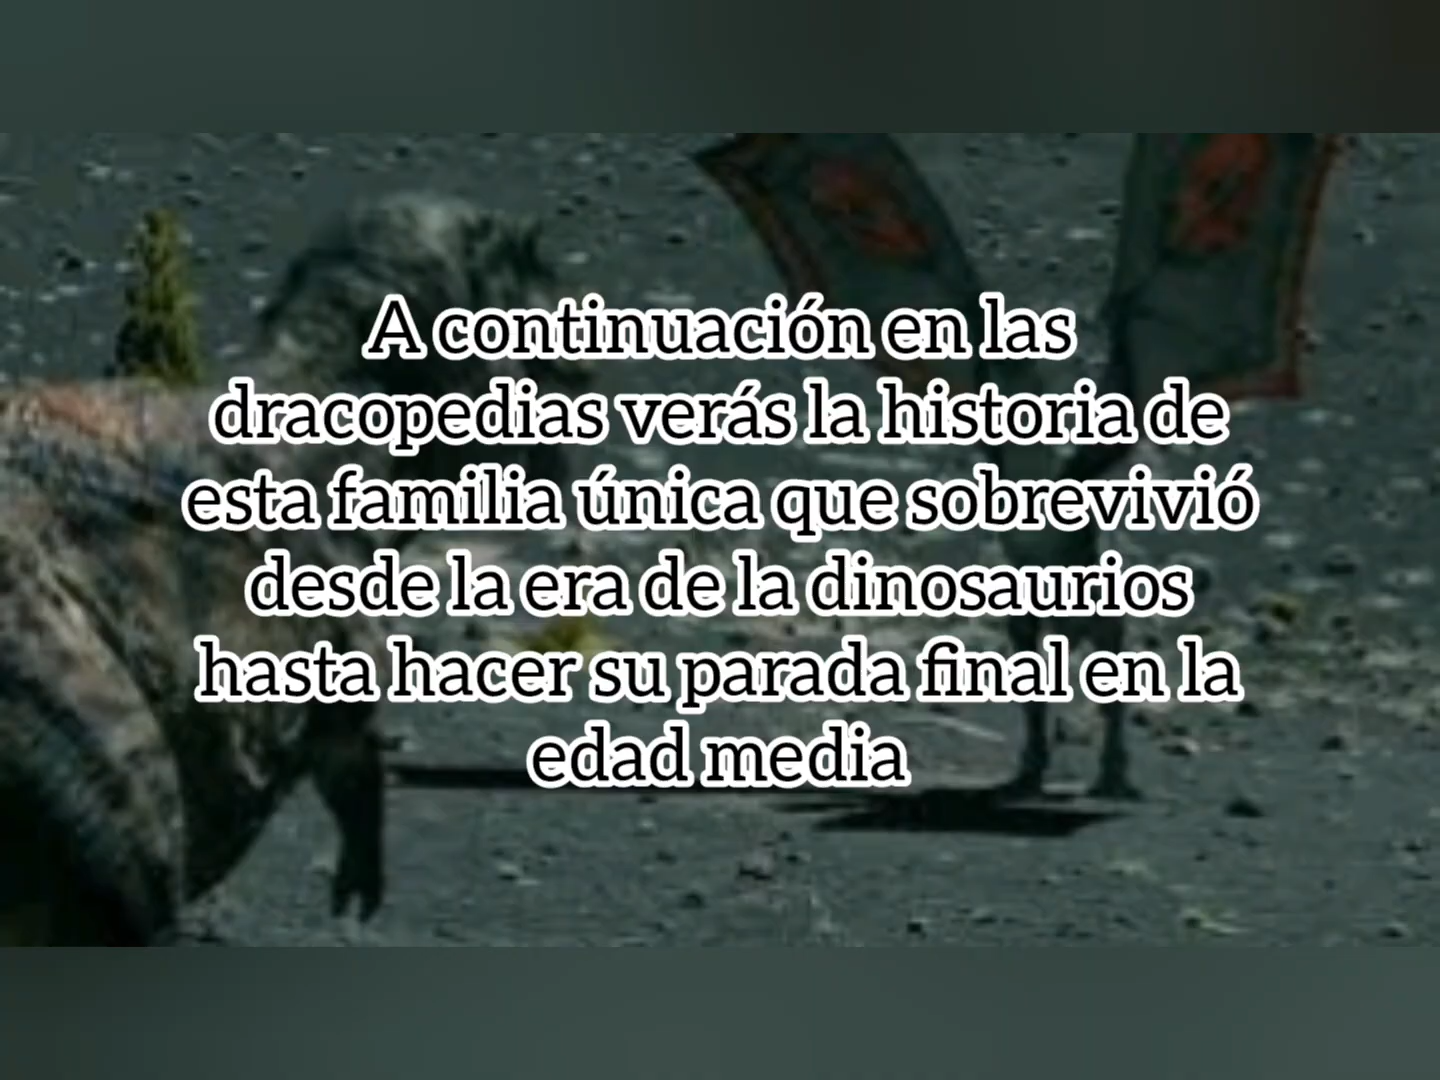 A continuación en las
dracopedias verás la historia de
esta familia única que sobrevivió
desde la era de la dinosaurios
hasta hacer su parada final en la
edad media